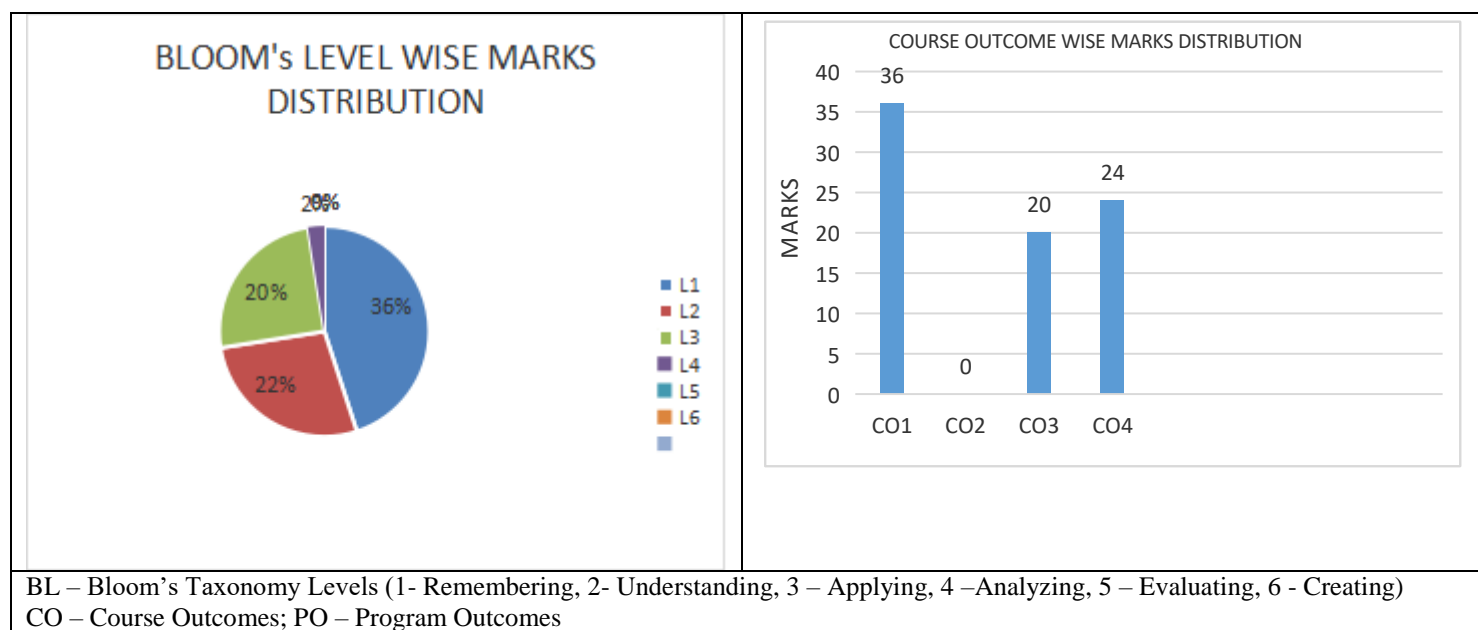 BLOOM's LEVEL WISE MARKS
DISTRIBUTION
2%
36%
22%
20%
L1
L2
L3
L4
L5
L6
COURSE OUTCOME WISE MARKS DISTRIBUTION
MARKS
40
35
30
25
20
15
10
5
0
36
0
20
24
CO1 CO2 CO3 CO4
BL – Bloom’s Taxonomy Levels (1- Remembering, 2- Understanding, 3 – Applying, 4 –Analyzing, 5 – Evaluating, 6 - Creating)
CO – Course Outcomes; PO – Program Outcomes